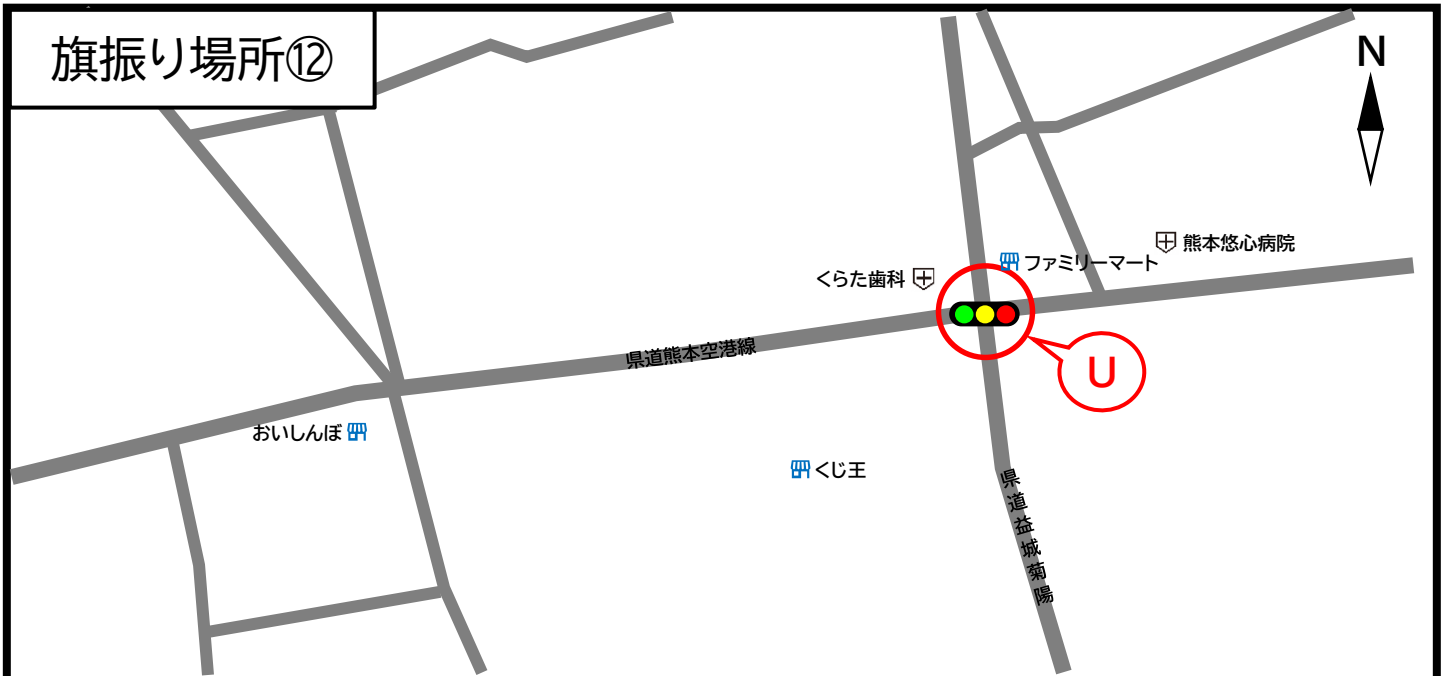 旗振り場所⑫
N
熊本悠心病院
ファミリーマート
くらた歯科
県道熊本空港線
U
おいしんぼ
くじ王
県道益城菊陽